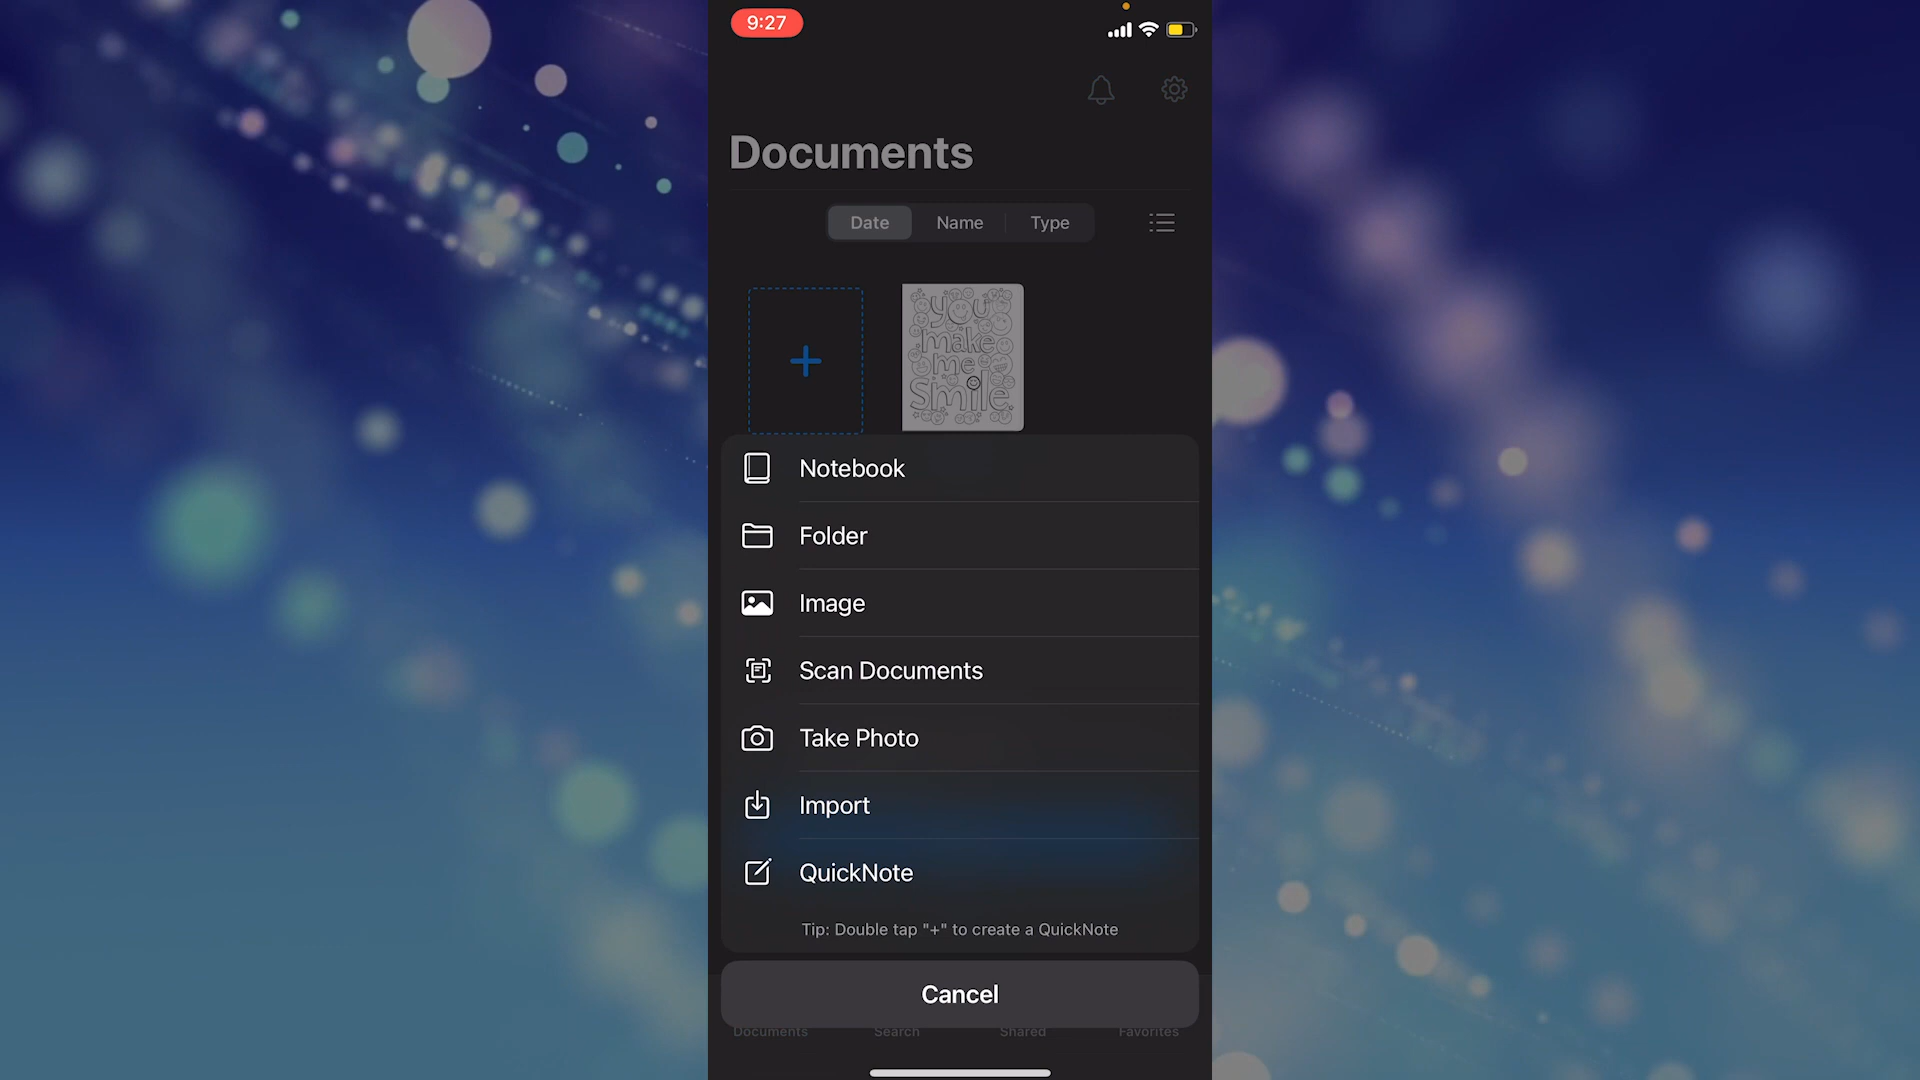 9:27
Documents
Date Name Type
you
make
me
Smile
Notebook
Folder
Image
Scan Documents
Take Photo
Import
QuickNote
Tip: Double tap "+" to create a QuickNote
Cancel
Documents Search Shared Favorites